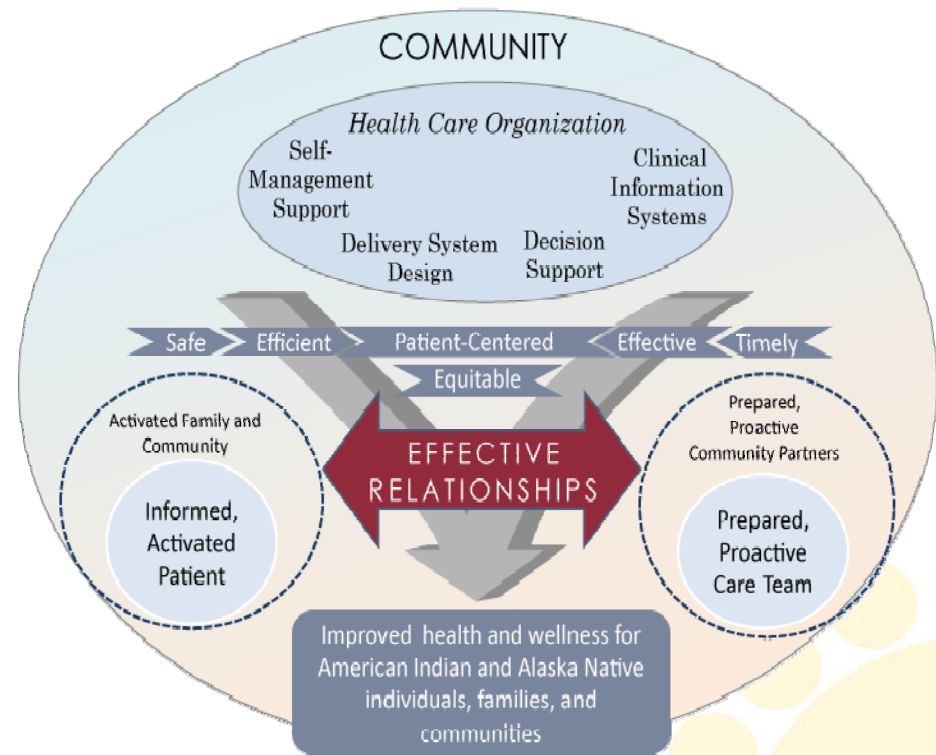 COMMUNITY
Health Care Organization
Self-
Management
Support
Clinical
Information
Systems
Delivery System
Design
Decision
Support
Safe
Efficient
Patient-Centered
Effective
Timely
Equitable
Activated Family and
Community
Informed,
Activated
Patient
EFFECTIVE
RELATIONSHIPS
Prepared,
Proactive
Community Partners
Prepared,
Proactive
Care Team
Improved health and wellness for
American Indian and Alaska Native
individuals, families, and
communities